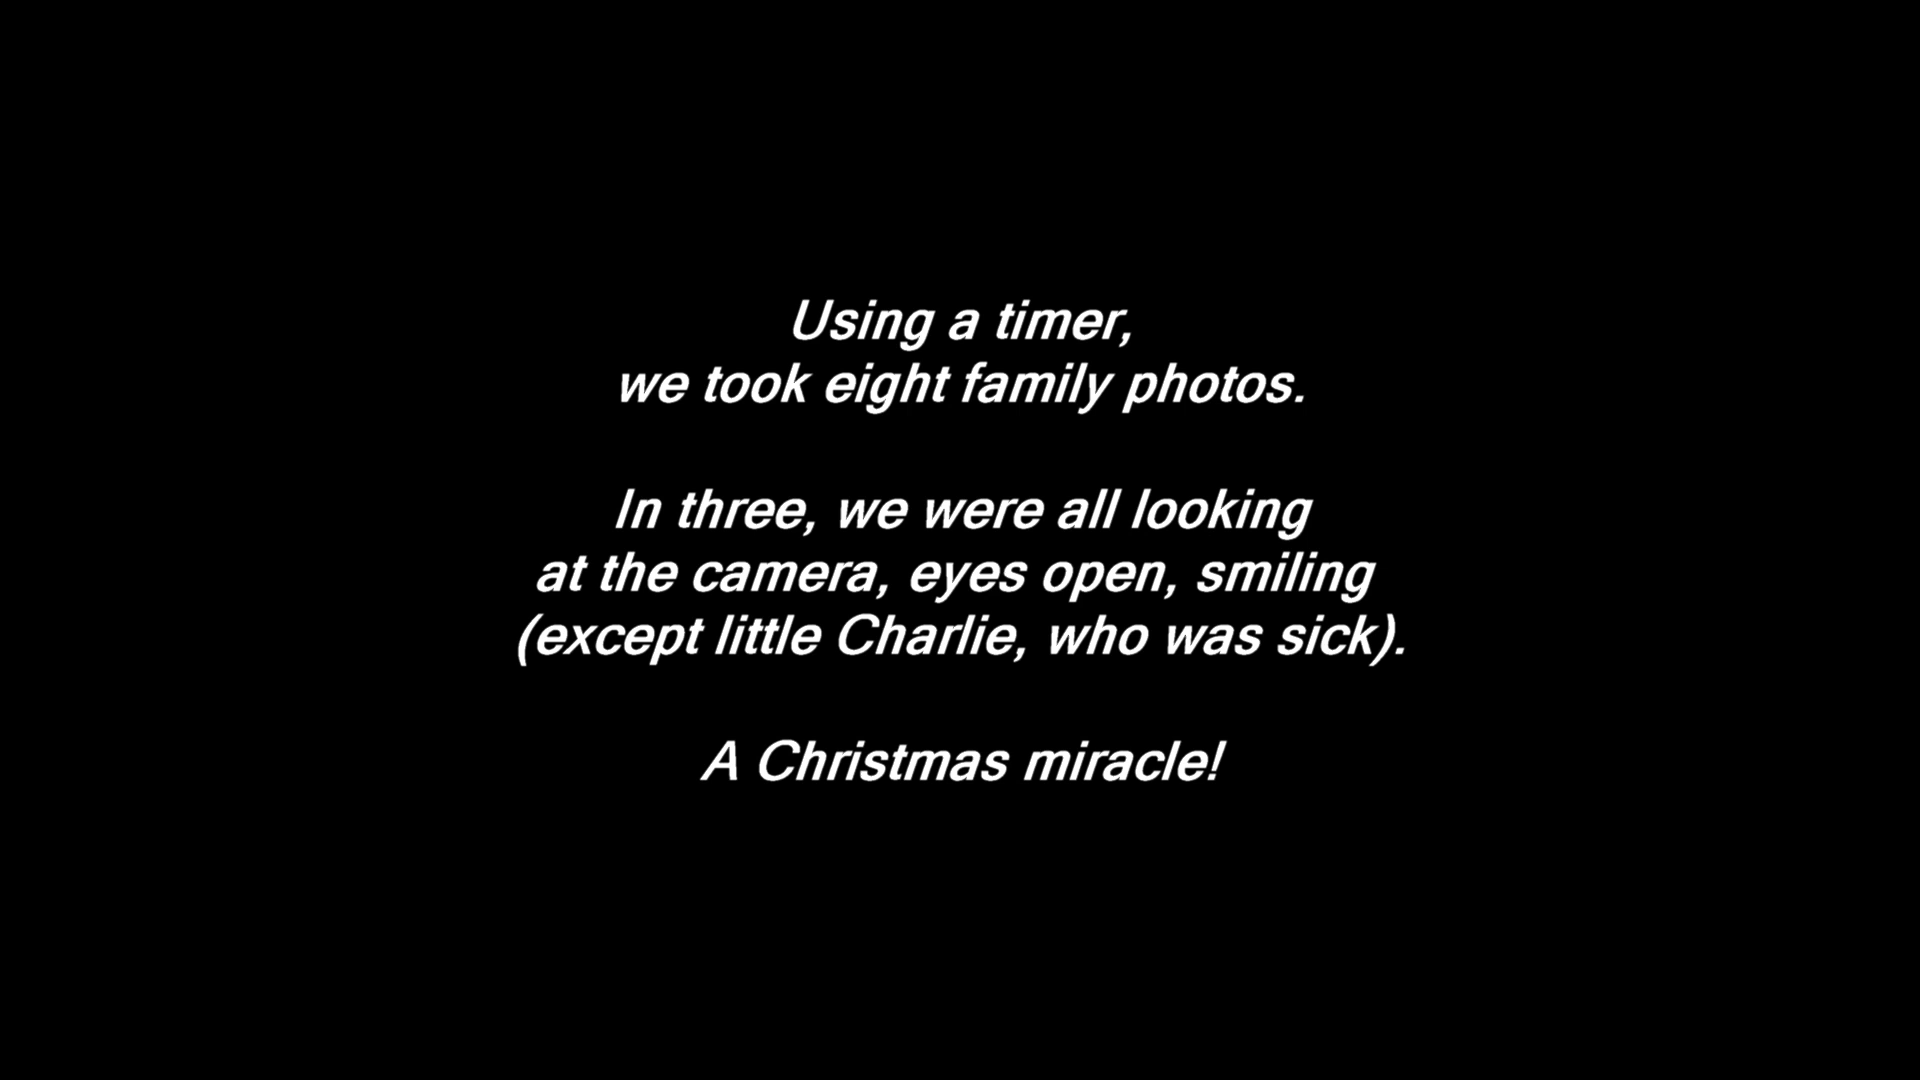 Using a timer,
we took eight family photos.
In three, we were all looking
at the camera, eyes open, smiling
(except little Charlie, who was sick).
A Christmas miracle!